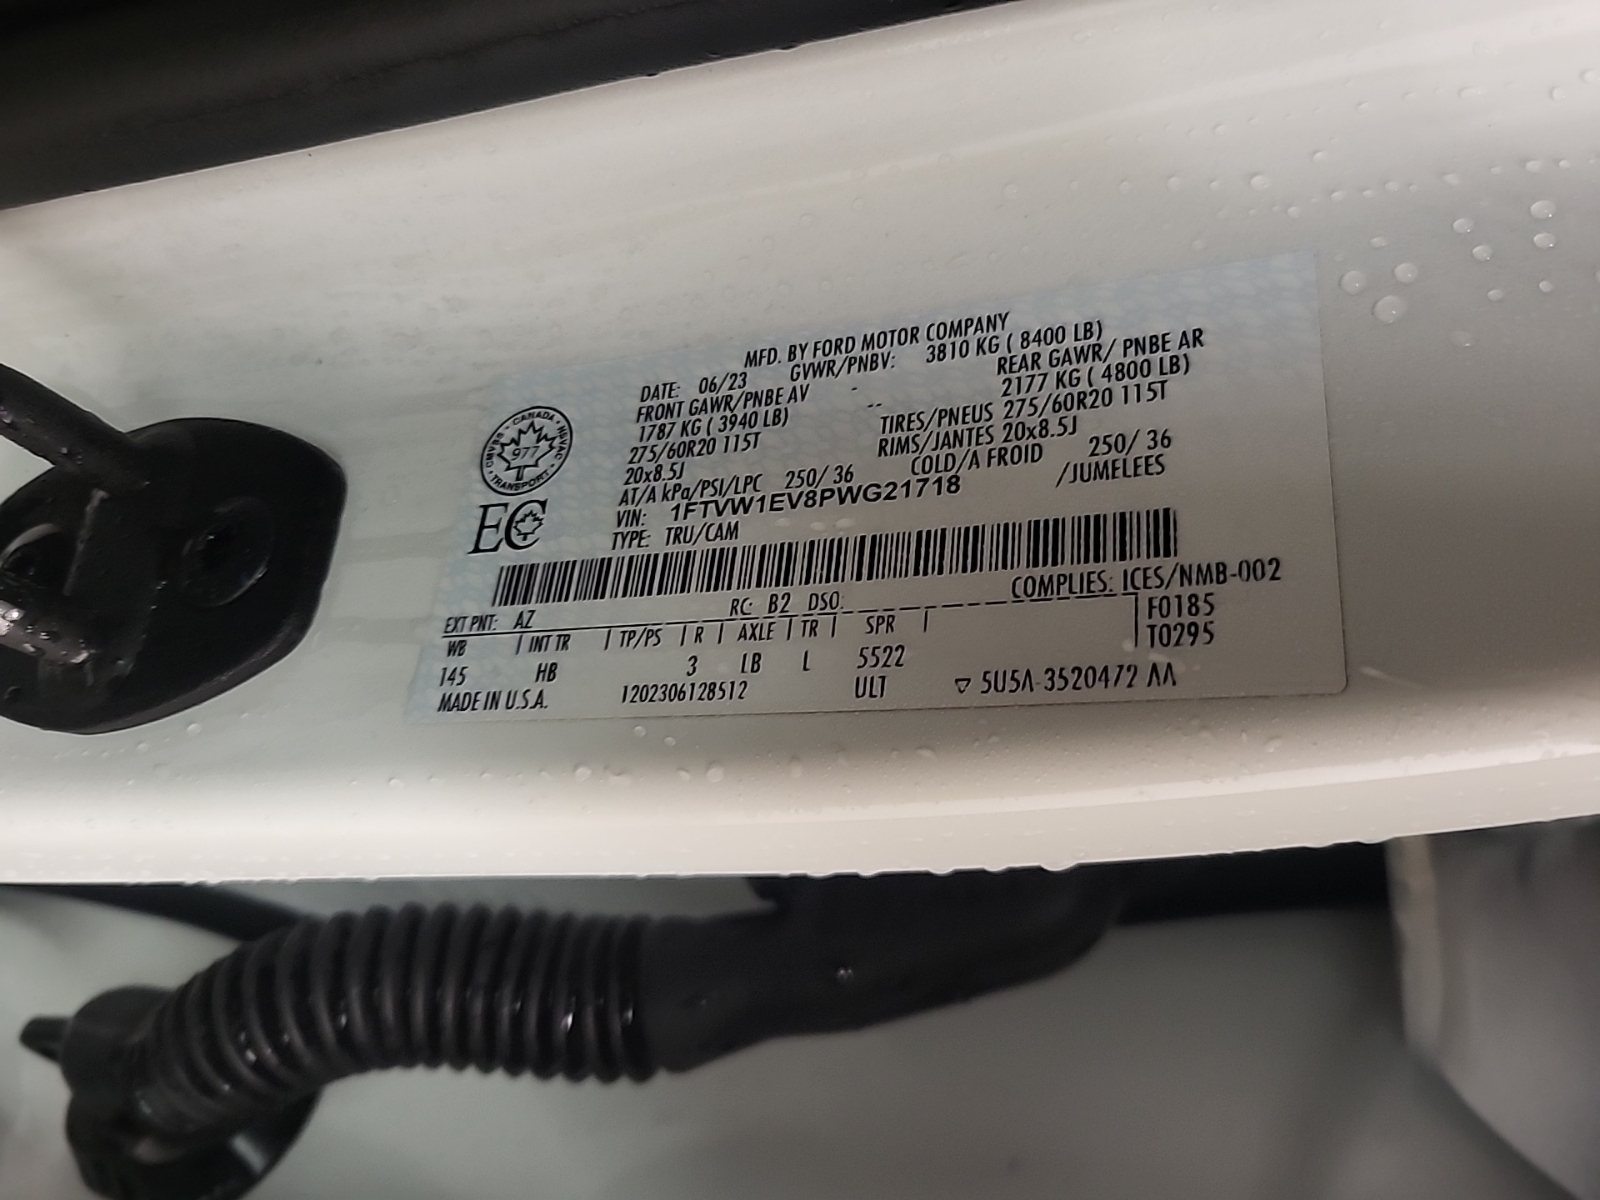 MFD. BY FORD MOTOR COMPANY
DATE: 06/23 GVWR/PNBV: 3810 KG ( 8400 LB)
FRONT GAWR/PNBE AV - REAR GAWR/ PNBE AR
1787 KG ( 3940 LB) -- 2177 KG ( 4800 LB)
275/60R20 115T TIRES/PNEUS 275/60R20 115T
20x8.5J RIMS/JANTES 20x8.5J
AT/A kPa/PSI/LPC 250/ 36 COLD/A FROID 250/ 36
VIN: 1FTVW1EV8PWG21718 /JUMELEES
TYPE: TRU/CAM
CANADA
977
TRANSPORT
EC
COMPLIES: ICES/NMB-002
EXT PNT: AZ RC: B2 DSO:
WB | INT TR | TP/PS | R | AXLE | TR | SPR | F0185
T0295
145 HB 3 LB L 5522
MADE IN U.S.A. 1202306128512 ULT ▽ 5U5A-3520472 AA